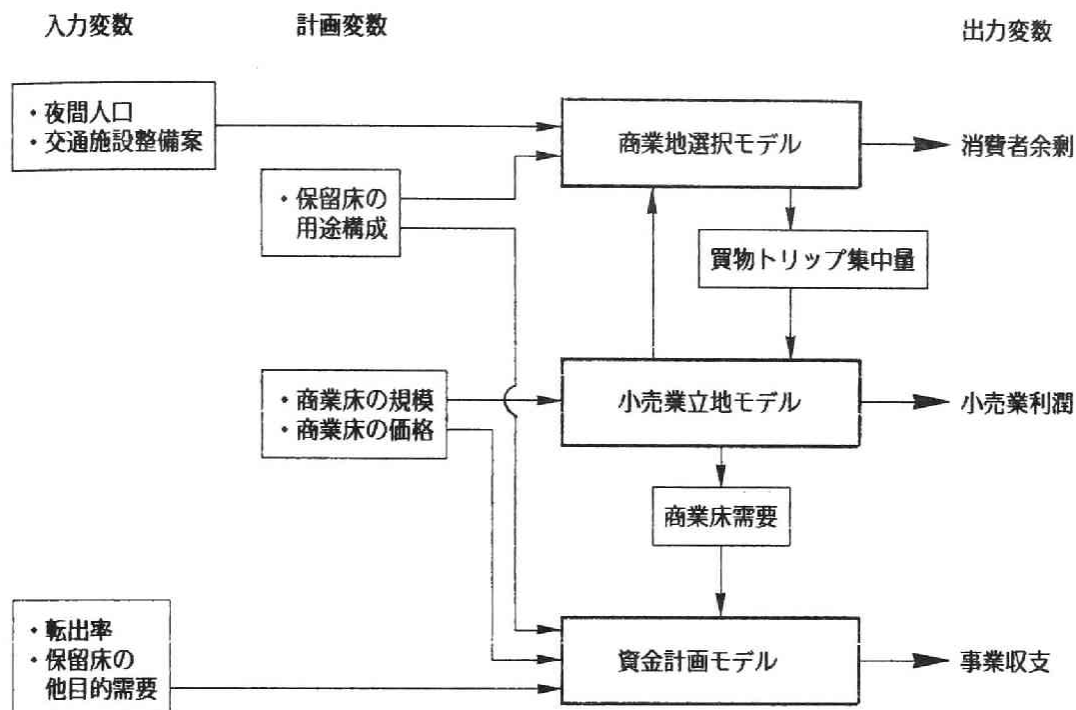 入力変数
計画変数
出力変数
・夜間人口
・交通施設整備案
商業地選択モデル
消費者余剰
・保留床の
用途構成
買物トリップ集中量
・商業床の規模
・商業床の価格
小売業立地モデル
小売業利潤
商業床需要
・転出率
・保留床の
他目的需要
資金計画モデル
事業収支